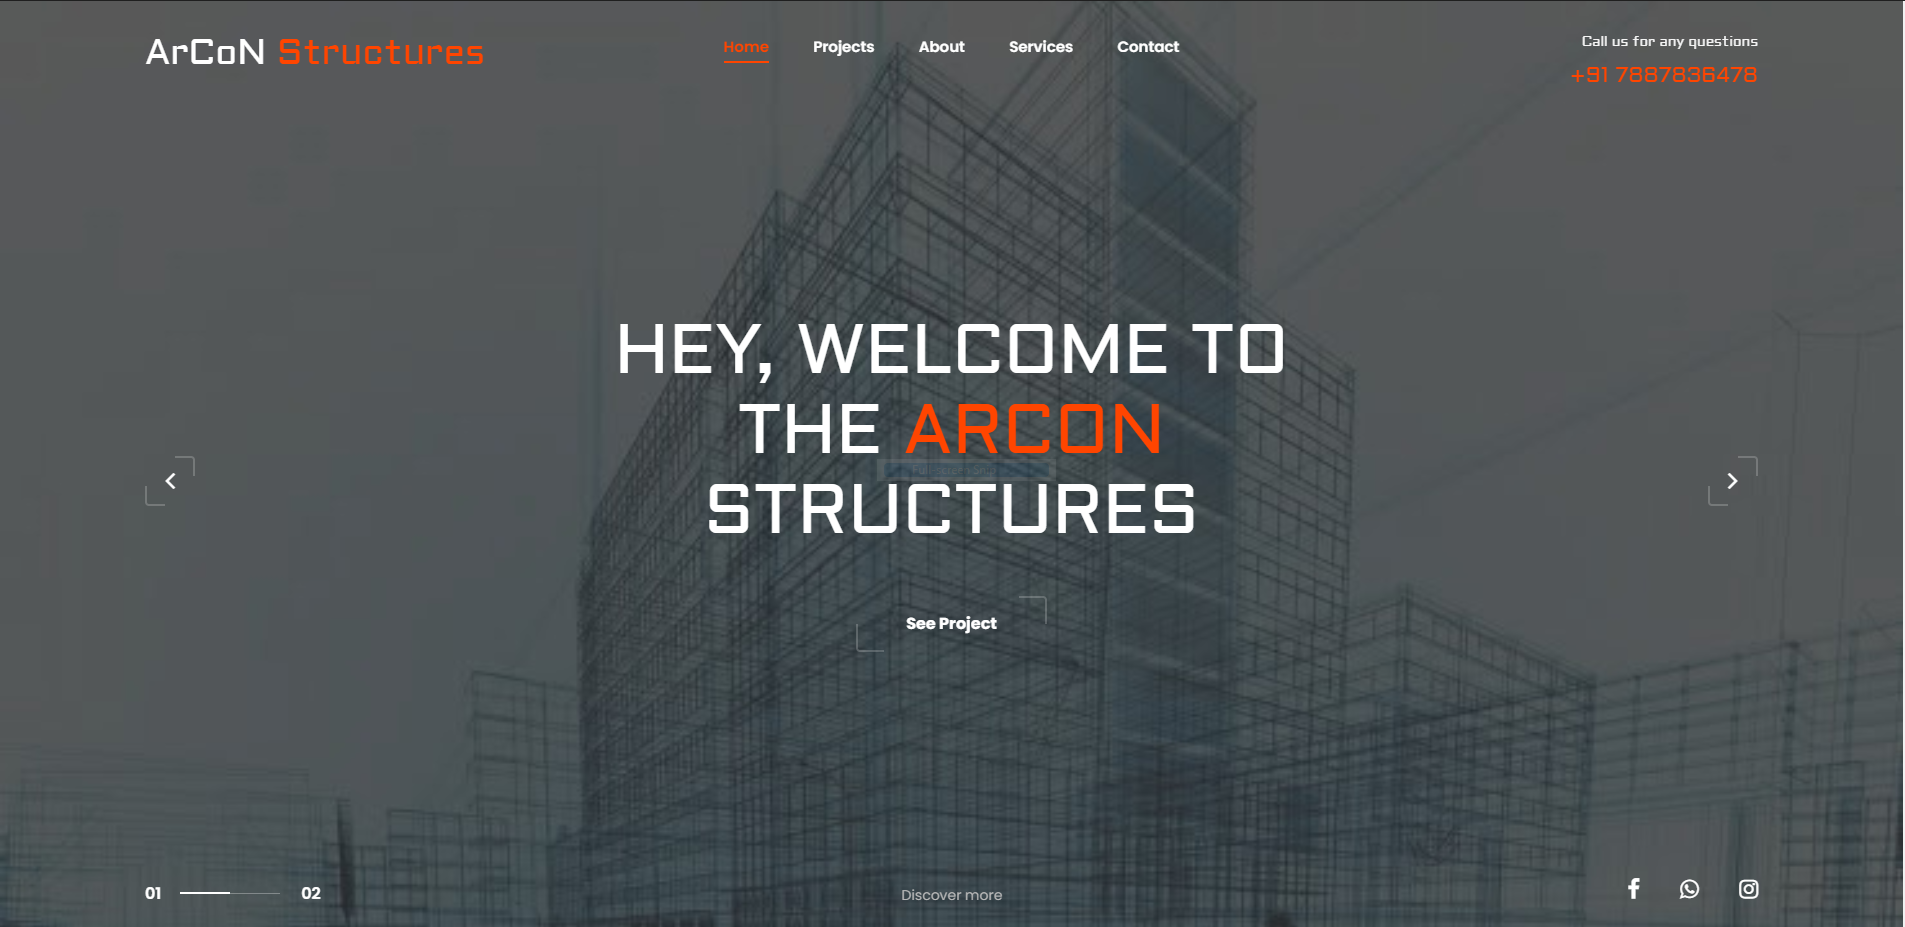 ArCoN Structures
Home Projects About Services Contact
Call us for any questions
+91 7887836478
HEY, WELCOME TO
THE ARCON
STRUCTURES
See Project
01 02
Discover more